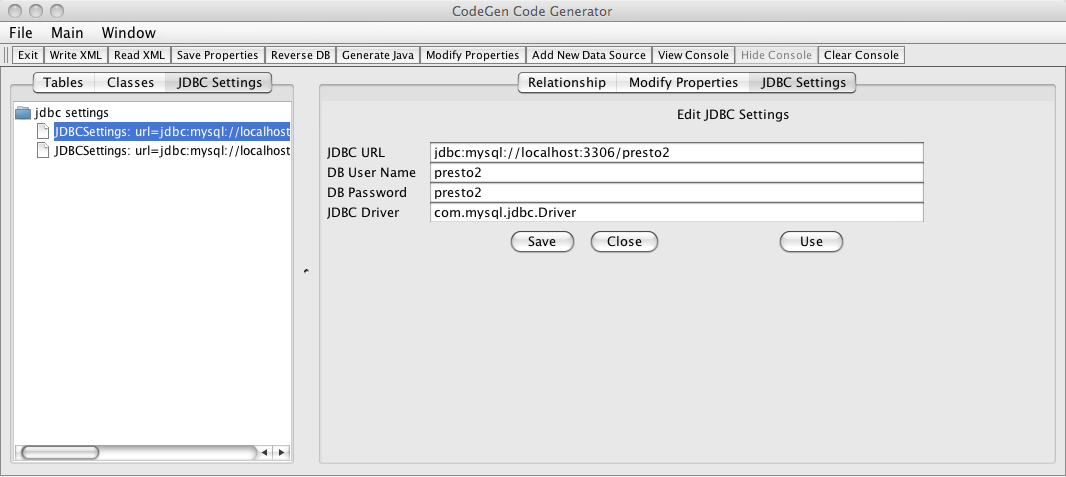 CodeGen Code Generator
File Main Window
Exit Write XML Read XML Save Properties Reverse DB Generate Java Modify Properties Add New Data Source View Console Hide Console Clear Console
Tables Classes JDBC Settings
jdbc settings
JDBCSettings: url=jdbc:mysql://localhost
JDBCSettings: url=jdbc:mysql://localhost
Relationship Modify Properties JDBC Settings
Edit JDBC Settings
JDBC URL jdbc:mysql://localhost:3306/presto2
DB User Name presto2
DB Password presto2
JDBC Driver com.mysql.jdbc.Driver
Save Close Use